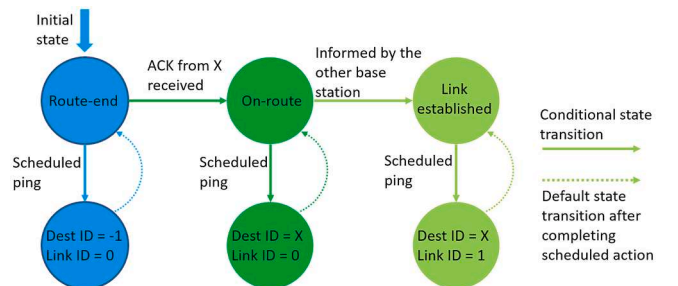 Initial
state
ACK from X
received
Informed by the
other base
station
Route-end
On-route
Link
established
Conditional state
transition
Scheduled
ping
Scheduled
ping
Scheduled
ping
Default state
transition after
completing
scheduled action
Dest ID = -1
Link ID = 0
Dest ID = X
Link ID = 0
Dest ID = X
Link ID = 1